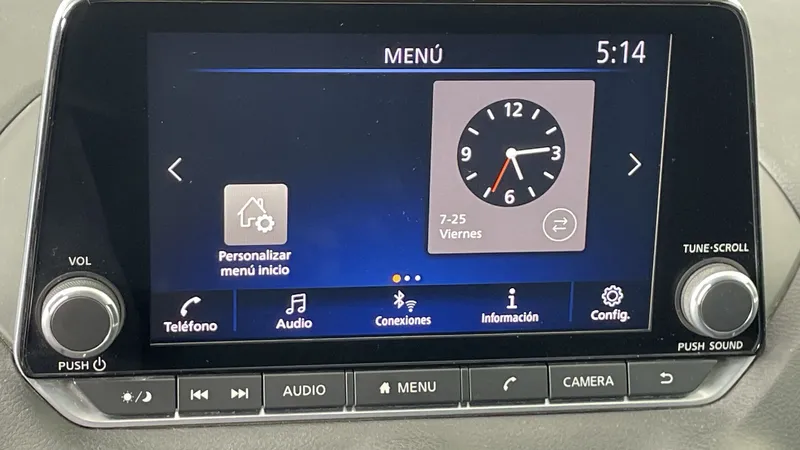 MENÚ
5:14
12
9
3
6
7-25
Viernes
Personalizar
menú inicio
Teléfono
Audio
Conexiones
Información
Config.
VOL
PUSH
TUNE·SCROLL
PUSH SOUND
AUDIO
MENU
CAMERA